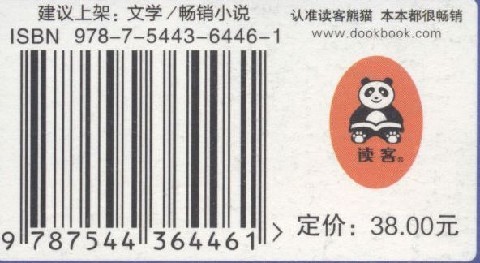 建议上架：文学/畅销小说
认准读客熊猫 本本都很畅销
ISBN 978-7-5443-6446-1
www.dookbook.com
读客®
9 787544 364461 >
定价：38.00元